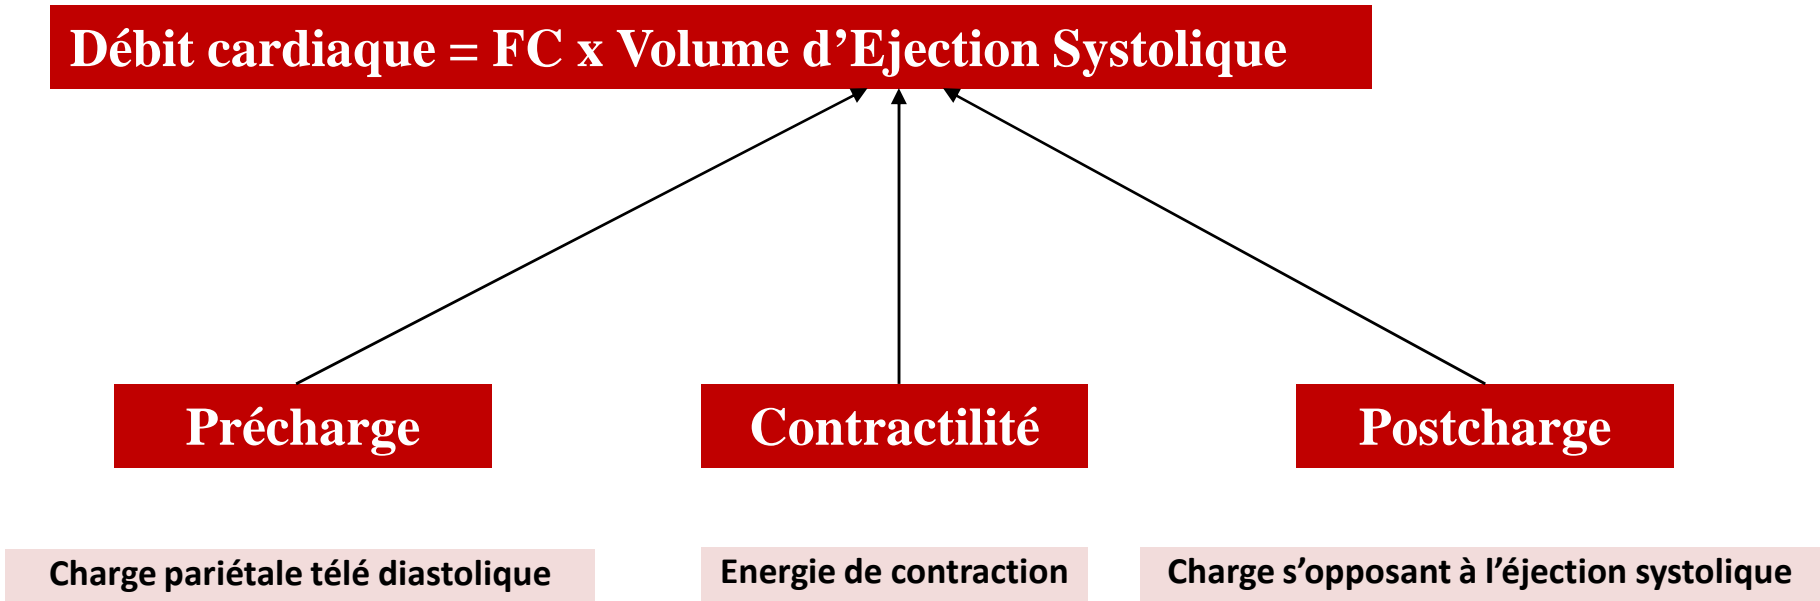 Débit cardiaque = FC x Volume d’Ejection Systolique
Précharge
Contractilité
Postcharge
Charge pariétale télé diastolique
Energie de contraction
Charge s’opposant à l’éjection systolique